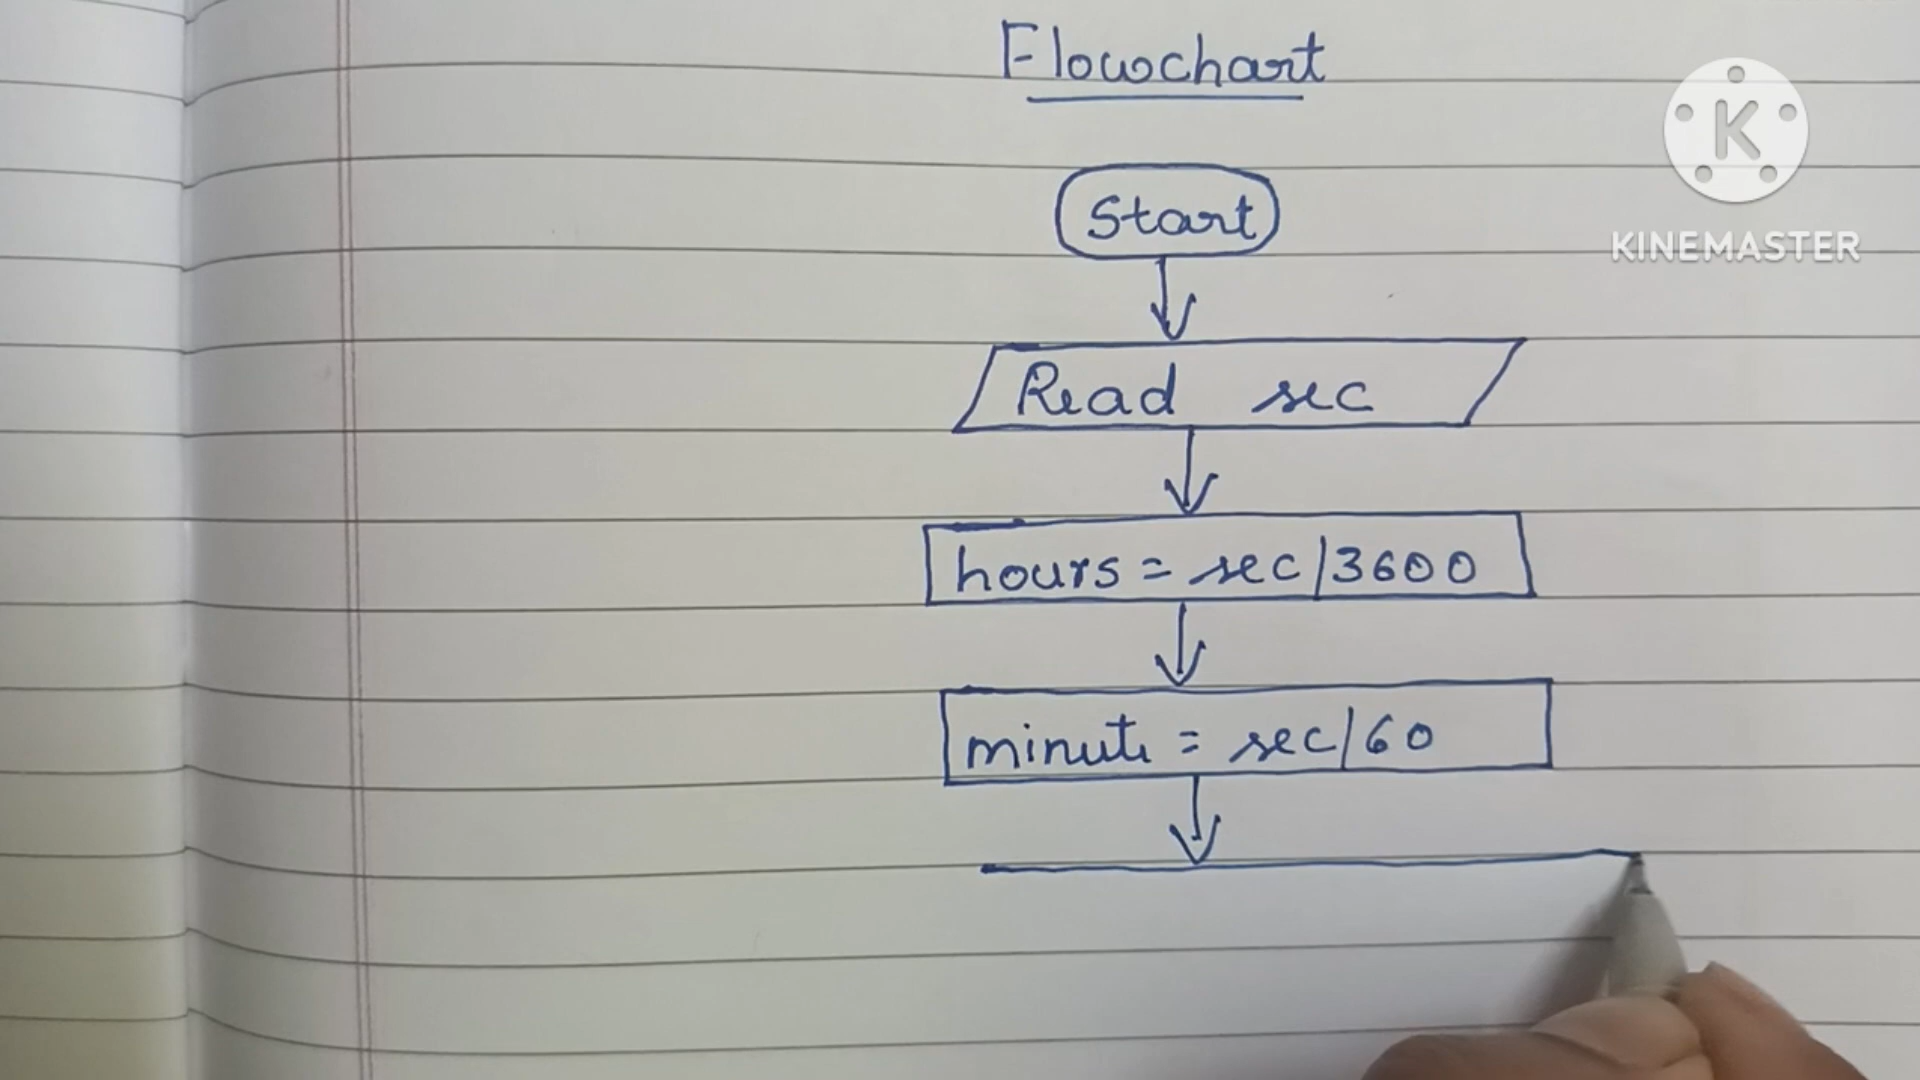 Flowchart
Start
Read sec
hours = sec/3600
minute = sec/60
K
KINEMASTER